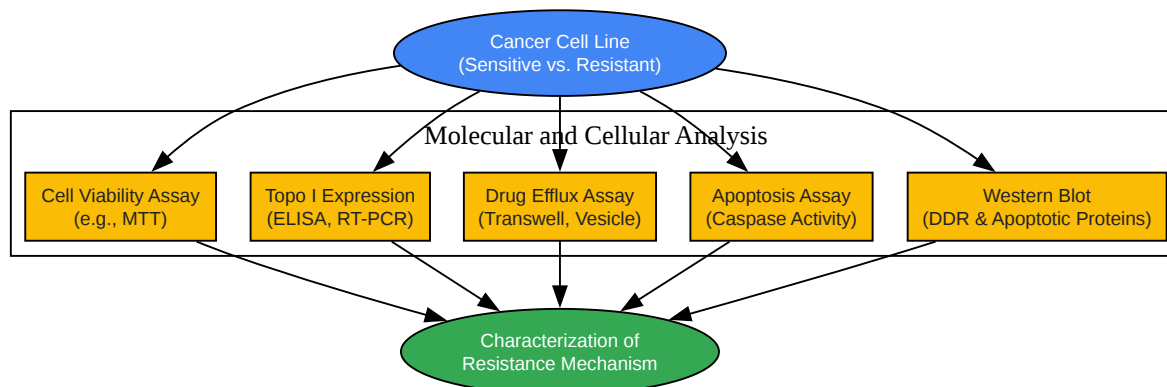 Cancer Cell Line
(Sensitive vs. Resistant)
Molecular and Cellular Analysis
Cell Viability Assay
(e.g., MTT)
Topo I Expression
(ELISA, RT-PCR)
Drug Efflux Assay
(Transwell, Vesicle)
Apoptosis Assay
(Caspase Activity)
Western Blot
(DDR & Apoptotic Proteins)
Characterization of
Resistance Mechanism